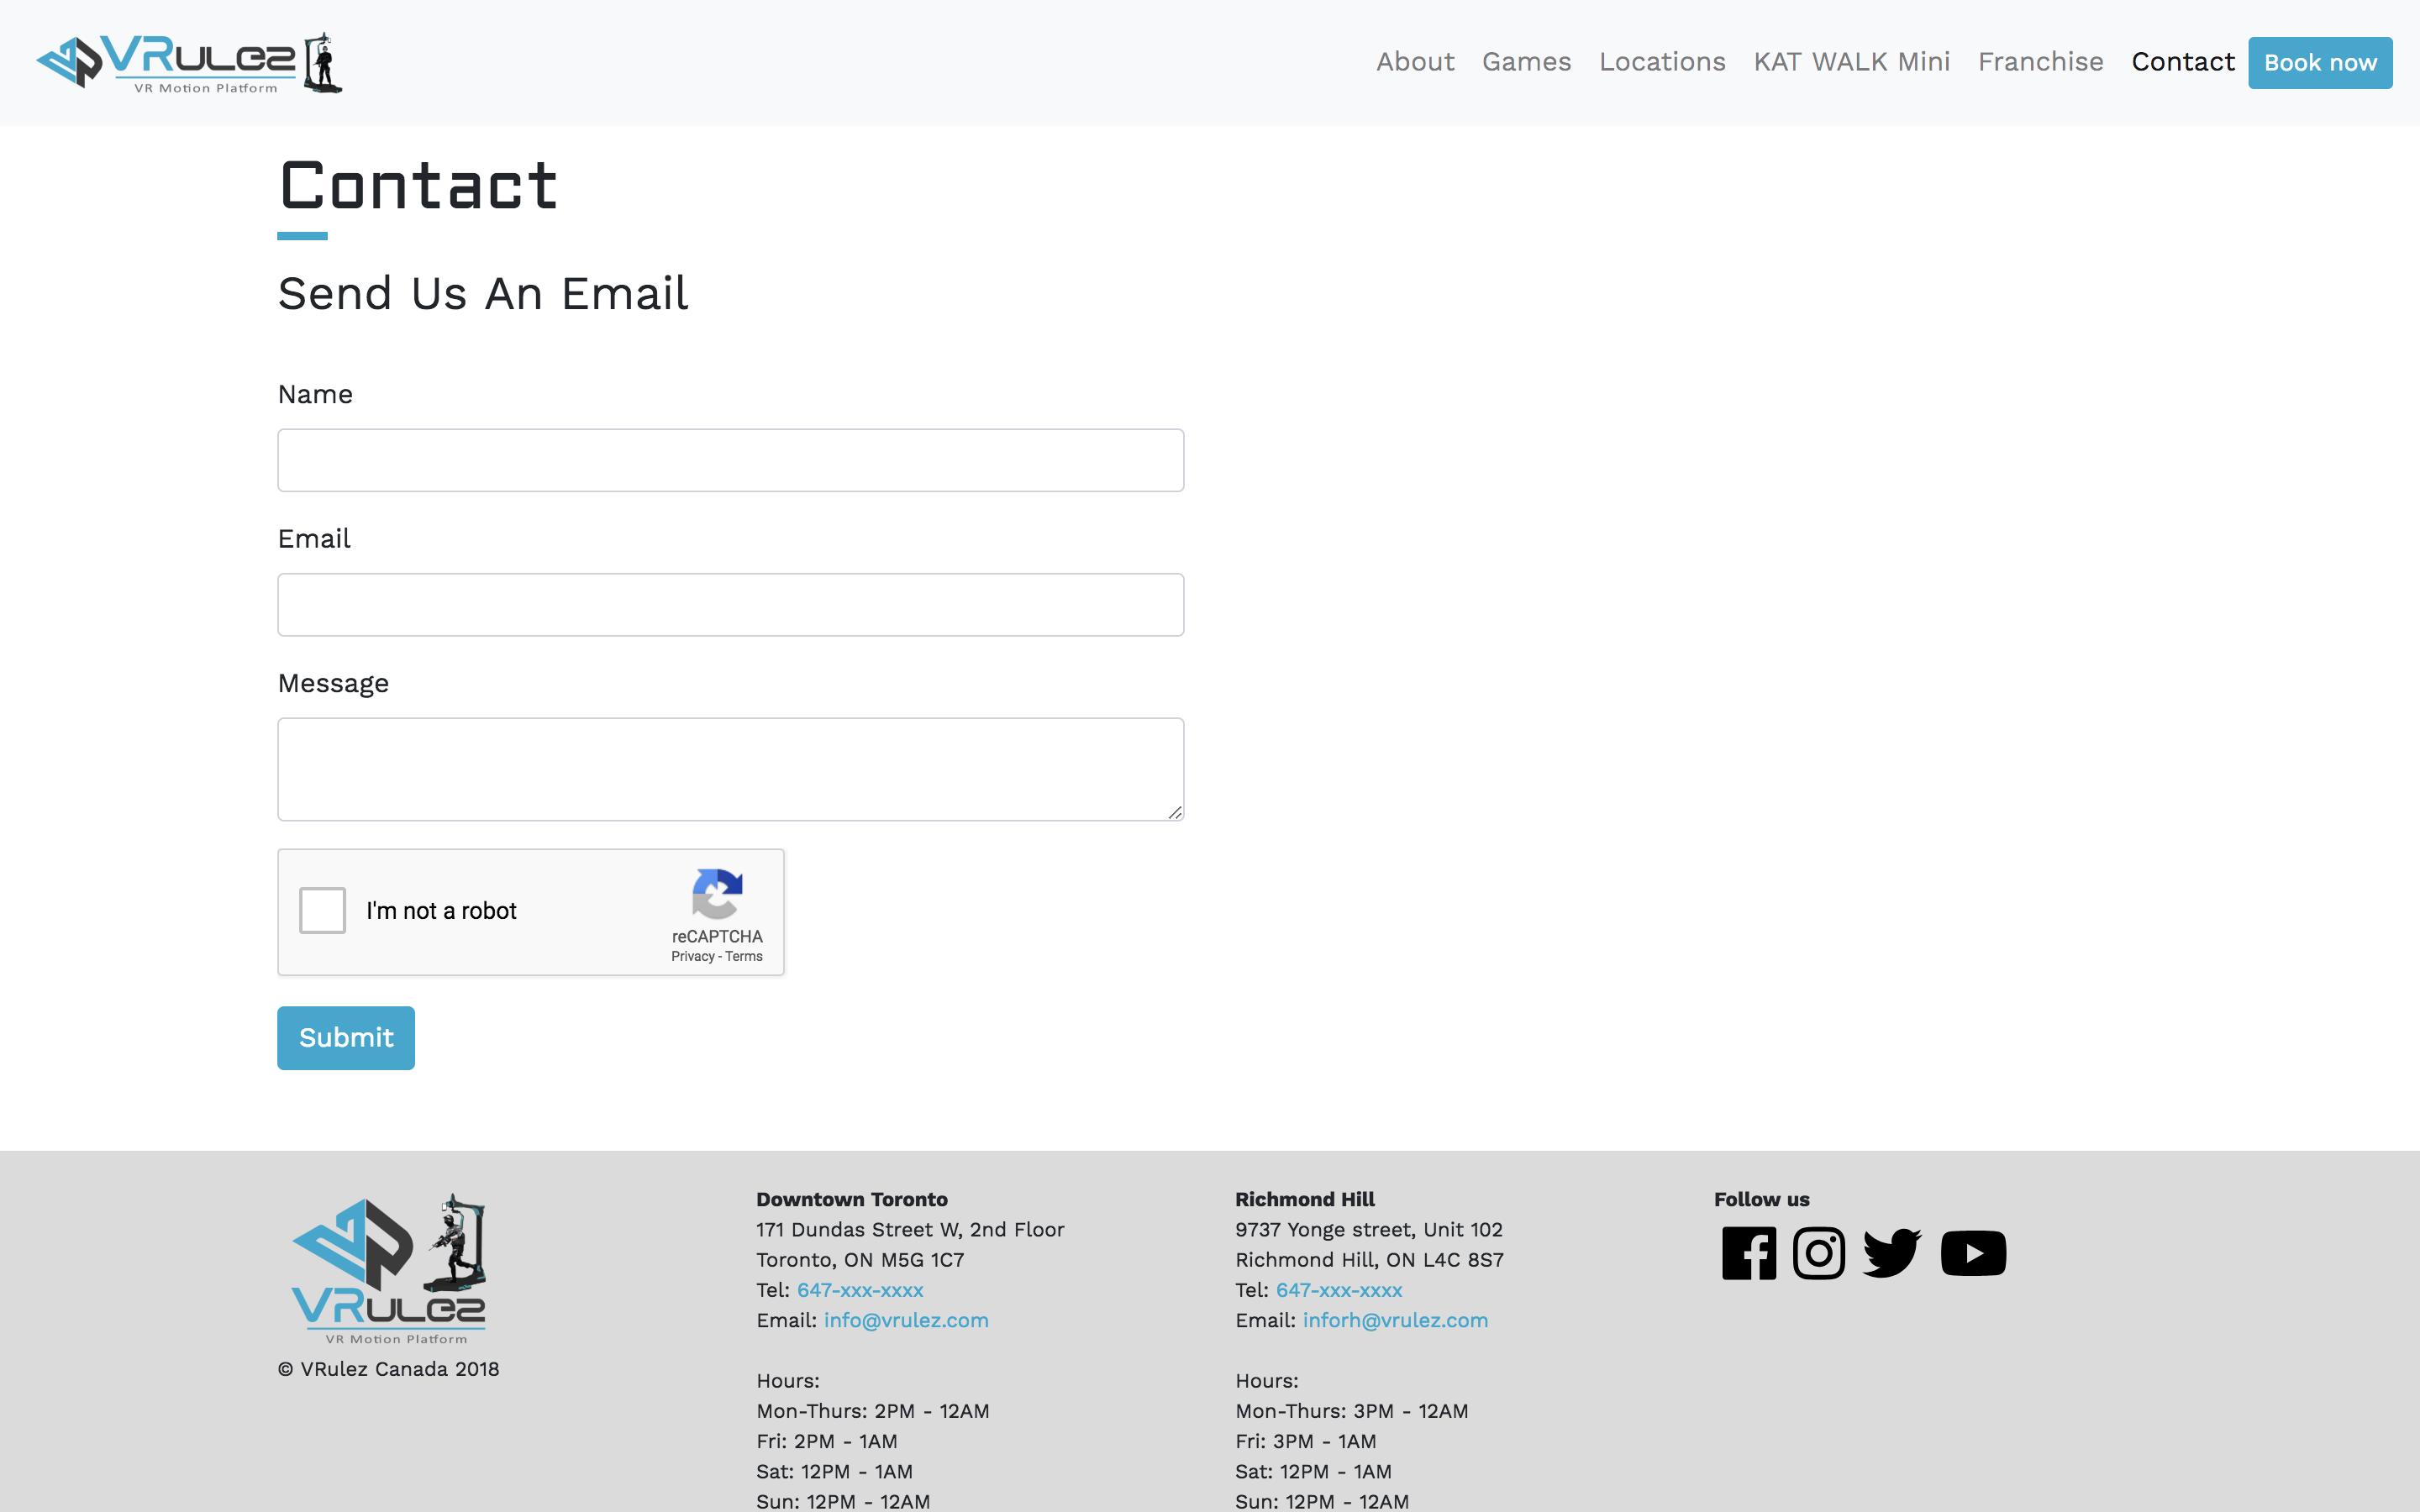 VRulez
VR Motion Platform
About Games Locations KAT WALK Mini Franchise Contact Book now
Contact
Send Us An Email
Name
Email
Message
I'm not a robot
reCAPTCHA
Privacy - Terms
Submit
VRulez
VR Motion Platform
© VRulez Canada 2018
Downtown Toronto
171 Dundas Street W, 2nd Floor
Toronto, ON M5G 1C7
Tel: 647-xxx-xxxx
Email: info@vrulez.com
Hours:
Mon-Thurs: 2PM - 12AM
Fri: 2PM - 1AM
Sat: 12PM - 1AM
Sun: 12PM - 12AM
Richmond Hill
9737 Yonge street, Unit 102
Richmond Hill, ON L4C 8S7
Tel: 647-xxx-xxxx
Email: inforh@vrulez.com
Hours:
Mon-Thurs: 3PM - 12AM
Fri: 3PM - 1AM
Sat: 12PM - 1AM
Sun: 12PM - 12AM
Follow us